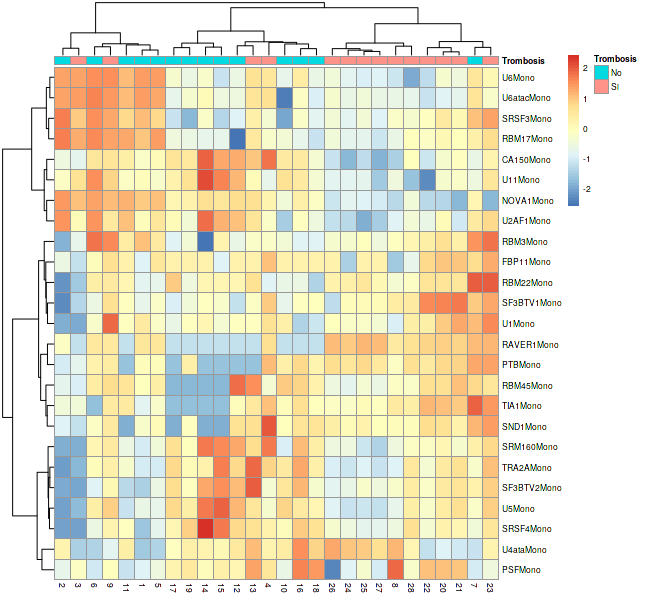 Trombosis
U6Mono
U6atacMono
SRSF3Mono
RBM17Mono
CA150Mono
U11Mono
NOVA1Mono
U2AF1Mono
RBM3Mono
FBP11Mono
RBM22Mono
SF3BTV1Mono
U1Mono
RAVER1Mono
PTBMono
RBM45Mono
TIA1Mono
SND1Mono
SRM160Mono
TRA2AMono
SF3BTV2Mono
U5Mono
SRSF4Mono
U4ataMono
PSFMono
2 3 6 9 11 1 5 17 19 14 15 12 13 4 10 16 18 26 24 25 27 8 28 22 20 21 7 23
2
1
0
-1
-2
Trombosis
No
SI